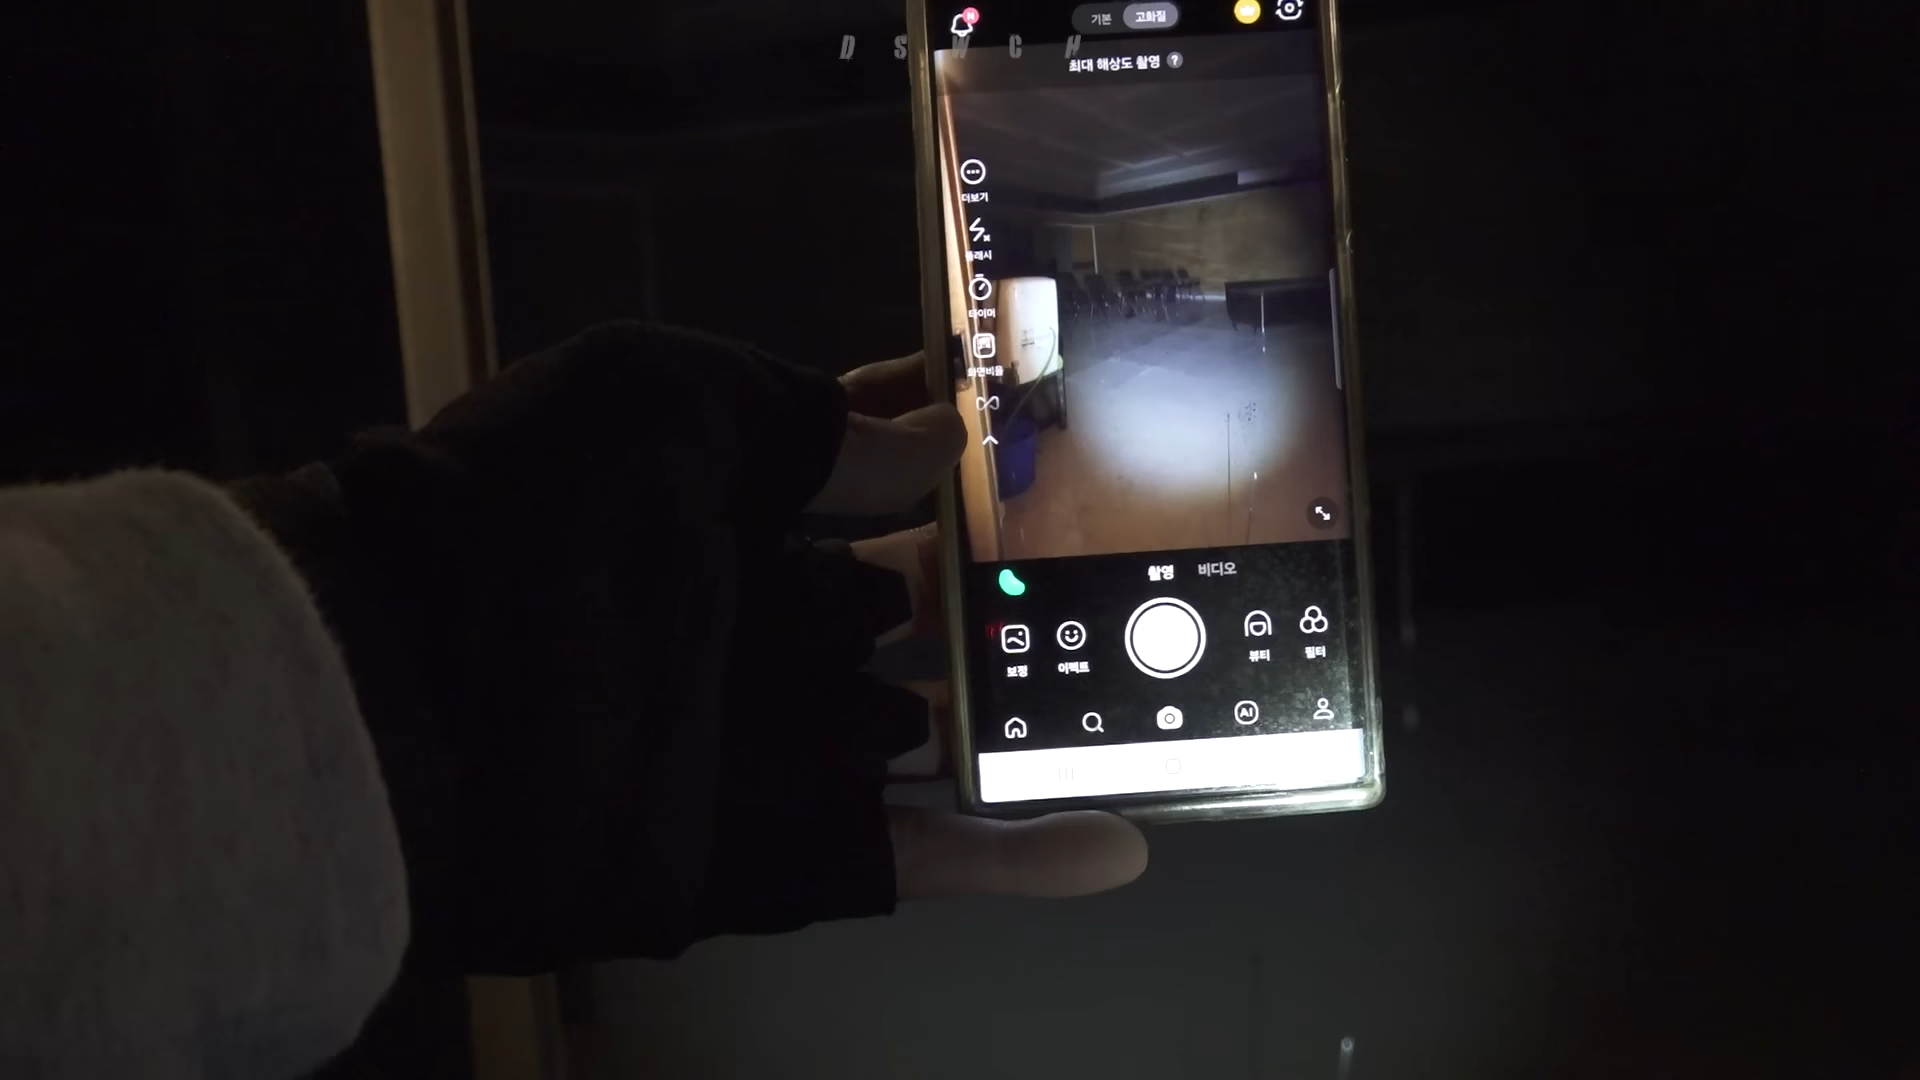 기본 고화질
D S W C H
최대 해상도 촬영 ?
더보기
플래시
타이머
화면비율
촬영 비디오
보정 이펙트 뷰티 필터
AI